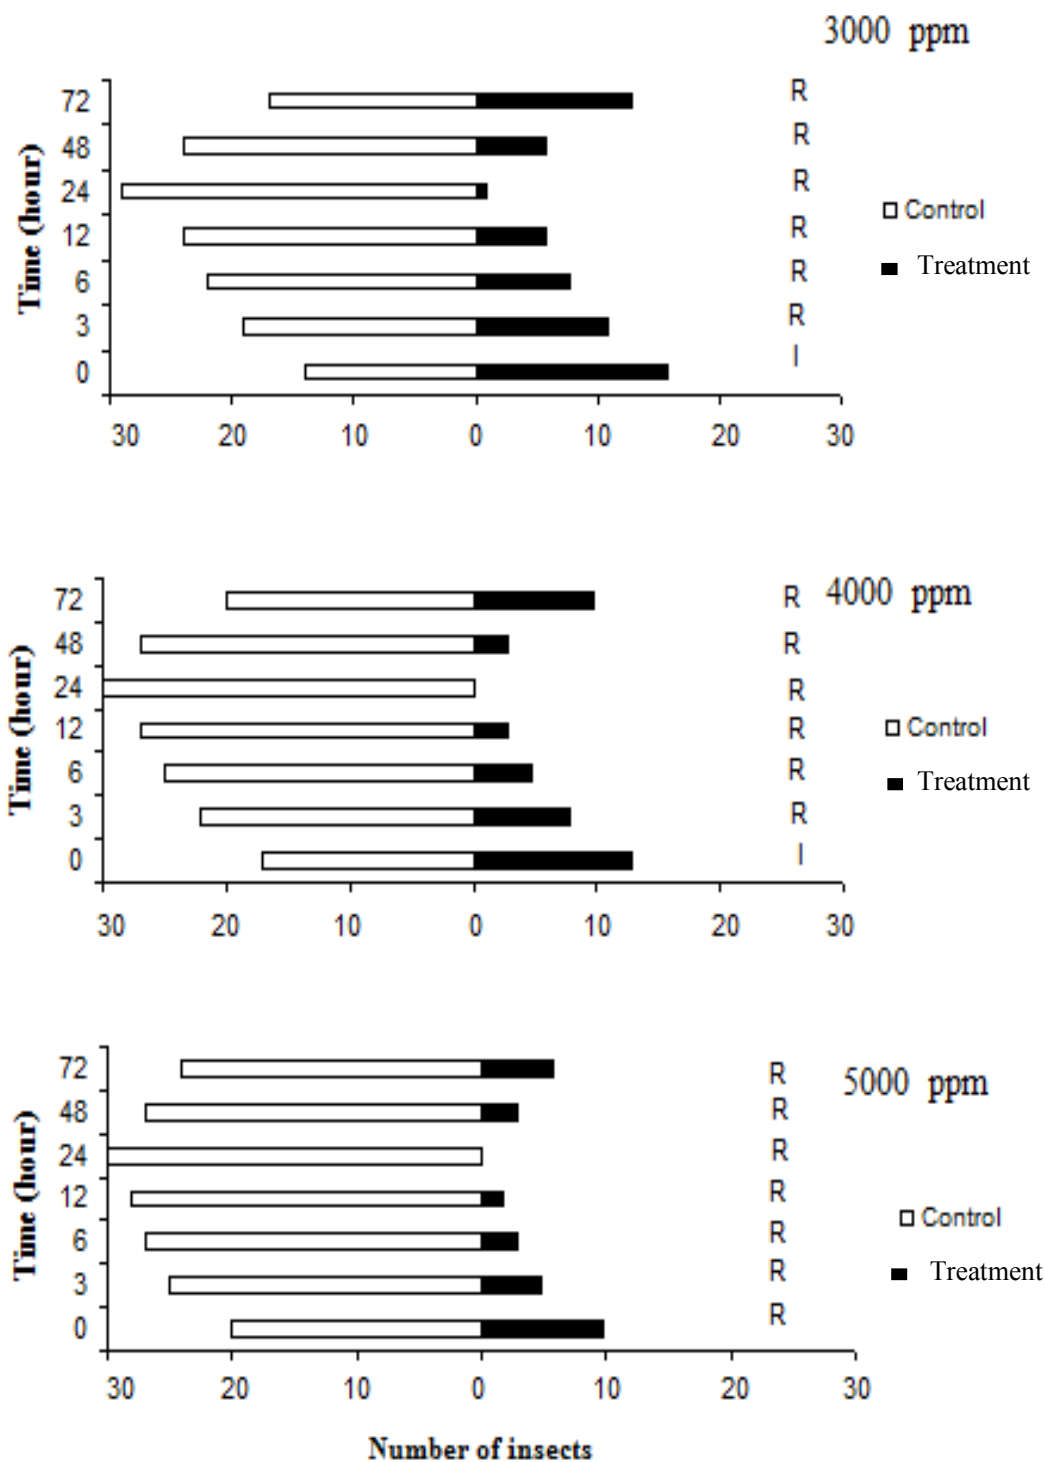 3000 ppm
72 R
48 R
24 R
12 R
6 R
3 R
0 I
Time (hour)
Control
Treatment
30 20 10 0 10 20 30
4000 ppm
72 R
48 R
24 R
12 R
6 R
3 R
0 I
Time (hour)
Control
Treatment
30 20 10 0 10 20 30
5000 ppm
72 R
48 R
24 R
12 R
6 R
3 R
0 R
Time (hour)
Control
Treatment
30 20 10 0 10 20 30
Number of insects